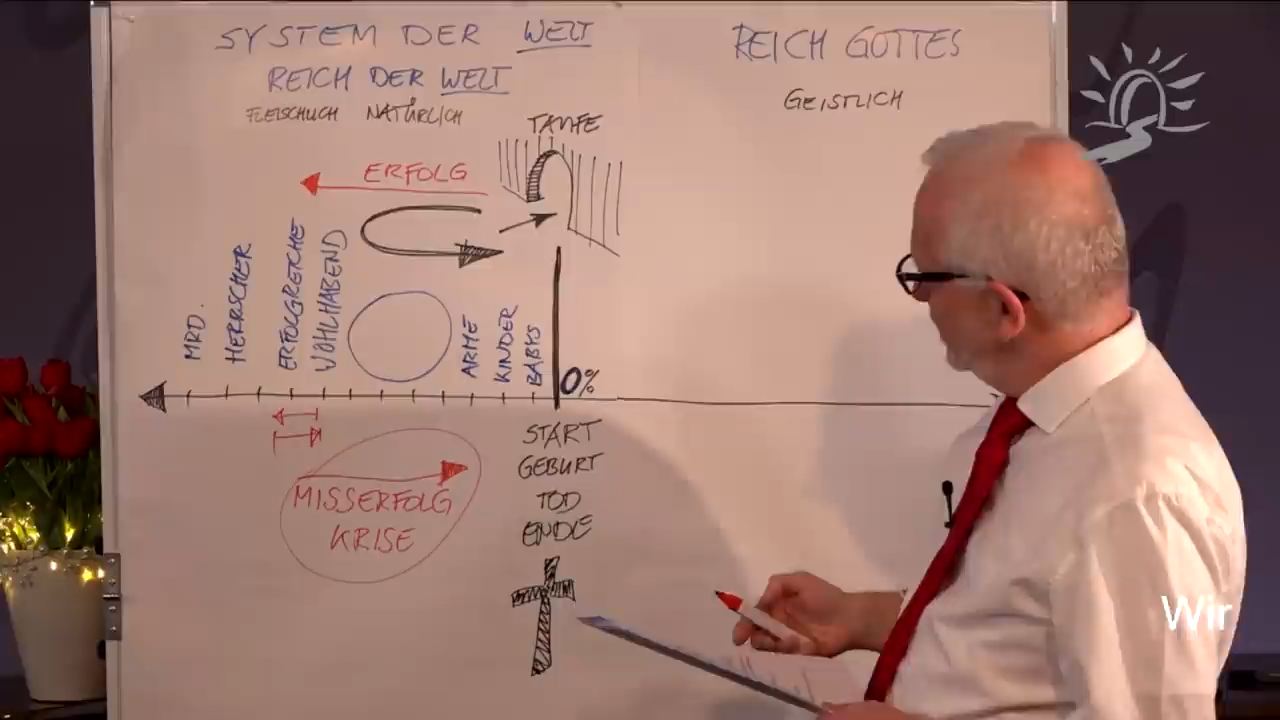 SYSTEM DER WELT
REICH DER WELT
FLEISCHLICH NATÜRLICH
REICH GOTTES
GEISTLICH
TAUFE
ERFOLG
MRD.
HERRSCHER
ERFOLGREICHE
WOHLHABEND
ARME
KINDER
BABYS
0%
START
GEBURT
TOD
ENDE
MISSERFOLG
KRISE
Wir